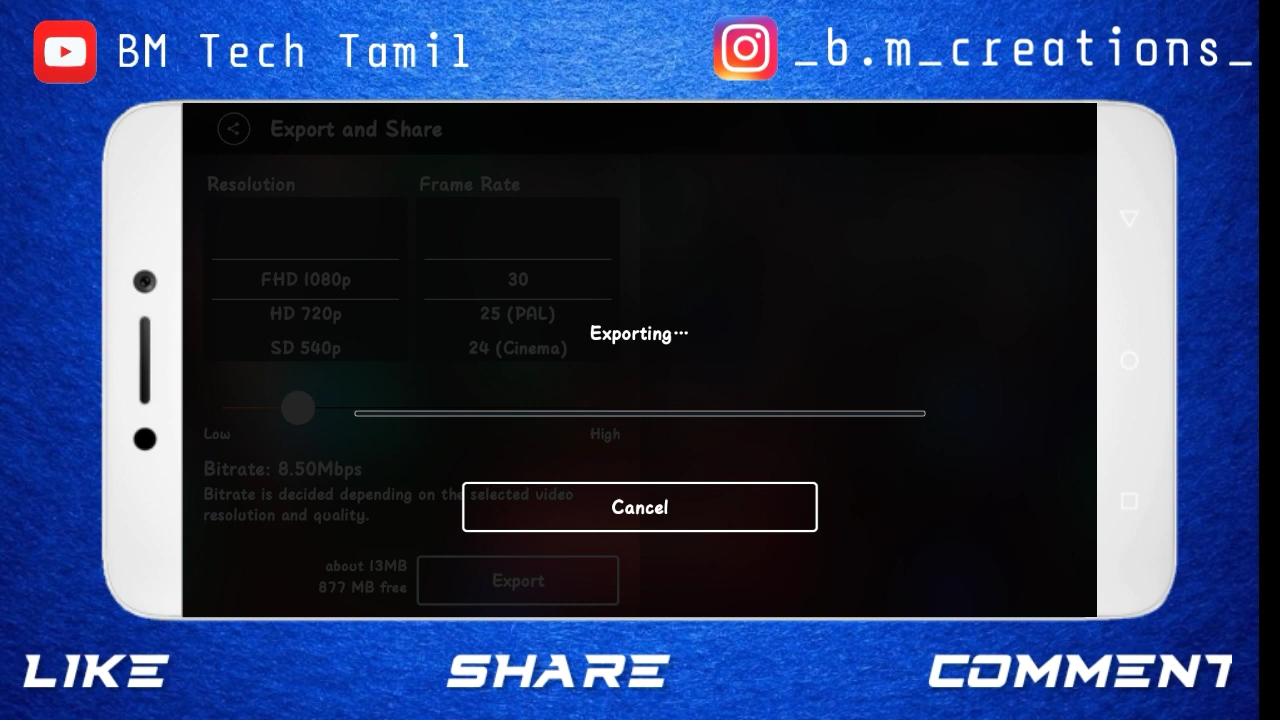 BM Tech Tamil
_b.m_creations_
Export and Share
Resolution
Frame Rate
FHD 1080p
30
HD 720p
25 (PAL)
SD 540p
24 (Cinema)
Exporting...
Low
High
Bitrate: 8.50Mbps
Bitrate is decided depending on the selected video
resolution and quality.
Cancel
about 13MB
877 MB free
Export
LIKE
SHARE
COMMENT